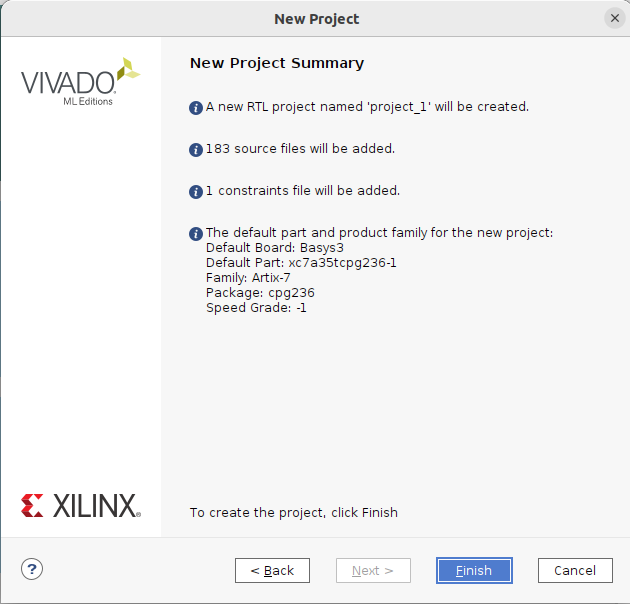 New Project
VIVADO
ML Editions
New Project Summary
A new RTL project named 'project_1' will be created.
183 source files will be added.
1 constraints file will be added.
The default part and product family for the new project:
Default Board: Basys3
Default Part: xc7a35tcpg236-1
Family: Artix-7
Package: cpg236
Speed Grade: -1
XILINX
To create the project, click Finish
?
< Back
Next >
Finish
Cancel